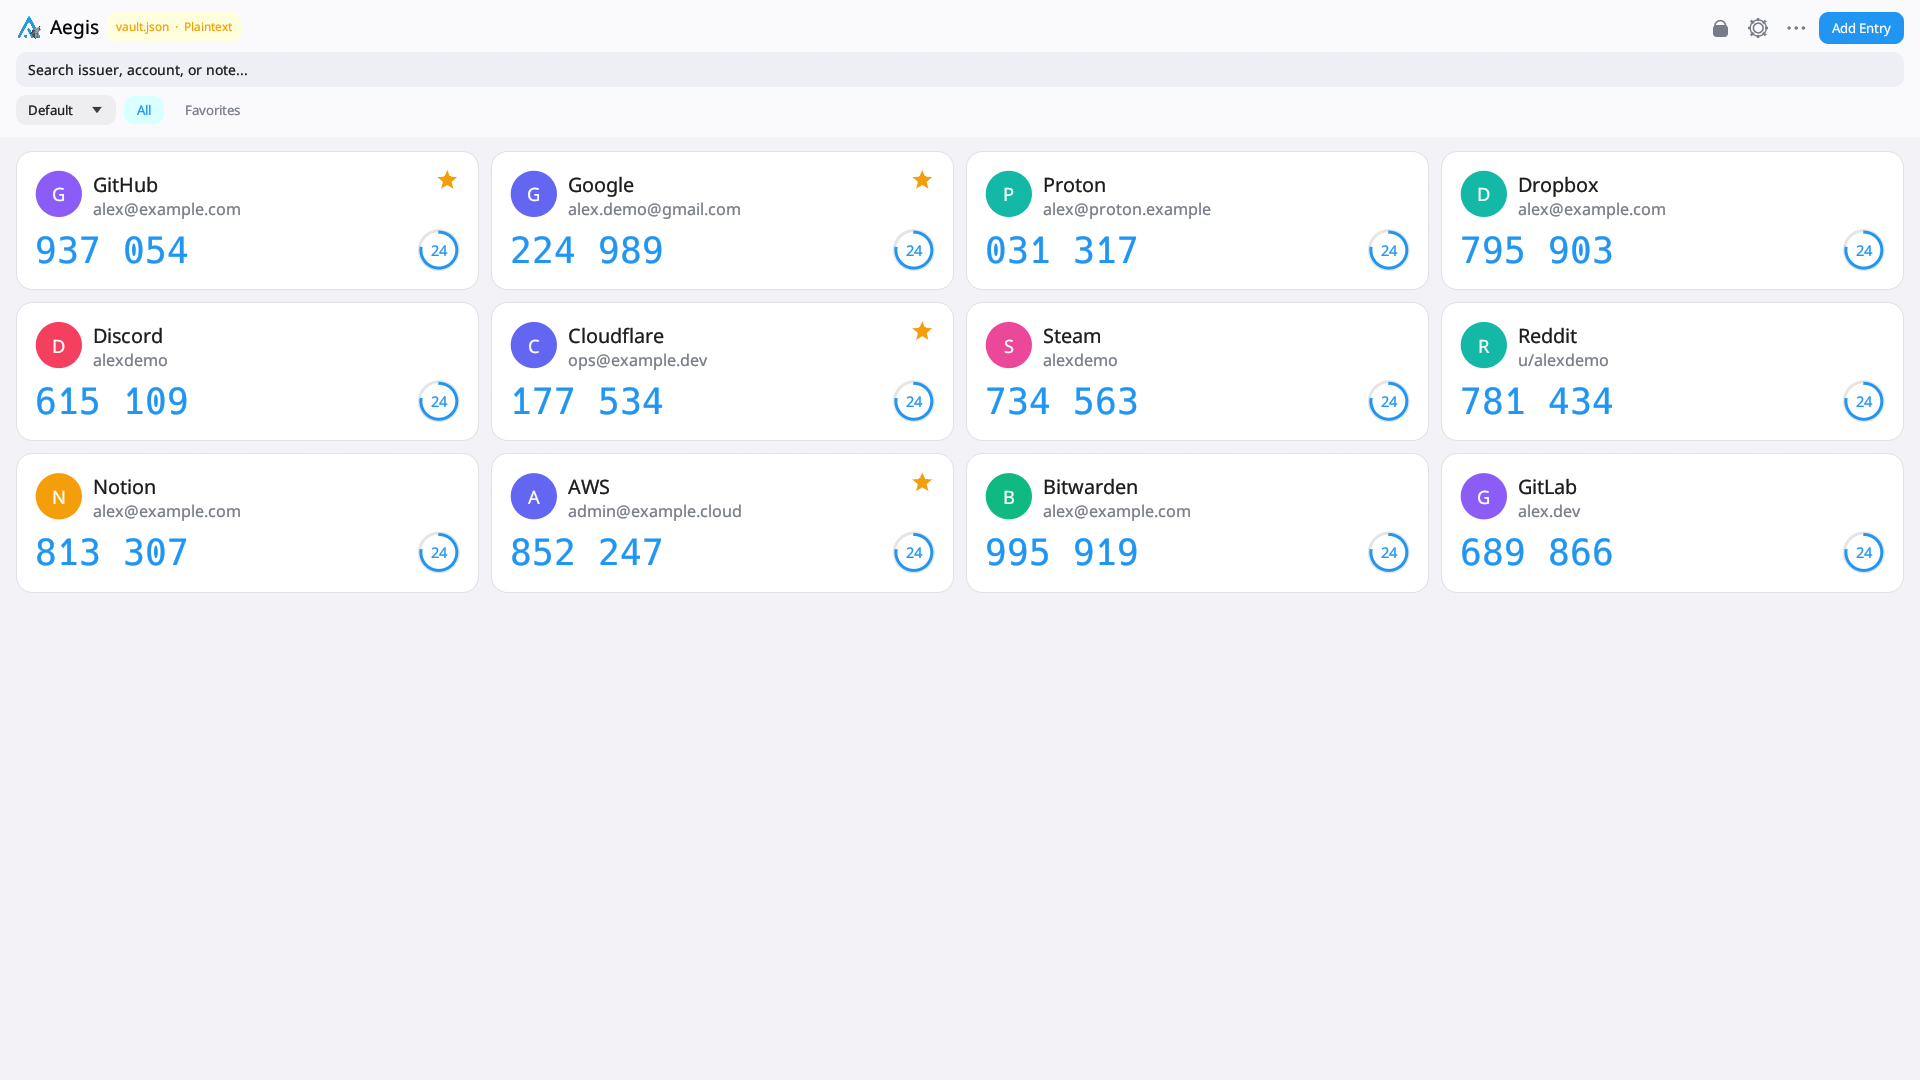 Aegis
vault.json · Plaintext
Add Entry
Search issuer, account, or note...
Default
All
Favorites
G
GitHub
alex@example.com
937 054
24
G
Google
alex.demo@gmail.com
224 989
24
P
Proton
alex@proton.example
031 317
24
D
Dropbox
alex@example.com
795 903
24
D
Discord
alexdemo
615 109
24
C
Cloudflare
ops@example.dev
177 534
24
S
Steam
alexdemo
734 563
24
R
Reddit
u/alexdemo
781 434
24
N
Notion
alex@example.com
813 307
24
A
AWS
admin@example.cloud
852 247
24
B
Bitwarden
alex@example.com
995 919
24
G
GitLab
alex.dev
689 866
24